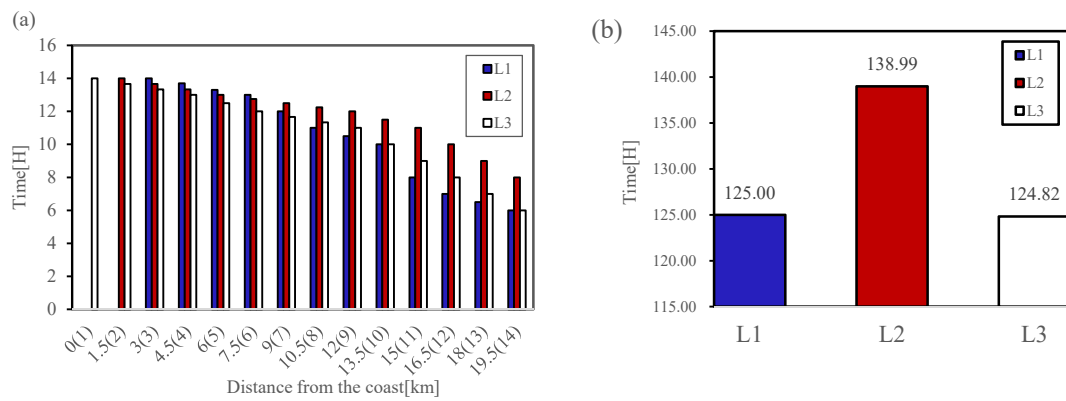 (a)
16
14
12
10
8
6
4
2
0
Time[H]
L1
L2
L3
0(1)
1.5(2)
3(3)
4.5(4)
6(5)
7.5(6)
9(7)
10.5(8)
12(9)
13.5(10)
15(11)
16.5(12)
18(13)
19.5(14)
Distance from the coast[km]
(b)
145.00
140.00
135.00
130.00
125.00
120.00
115.00
Time[H]
125.00
138.99
124.82
L1
L2
L3
L1
L2
L3